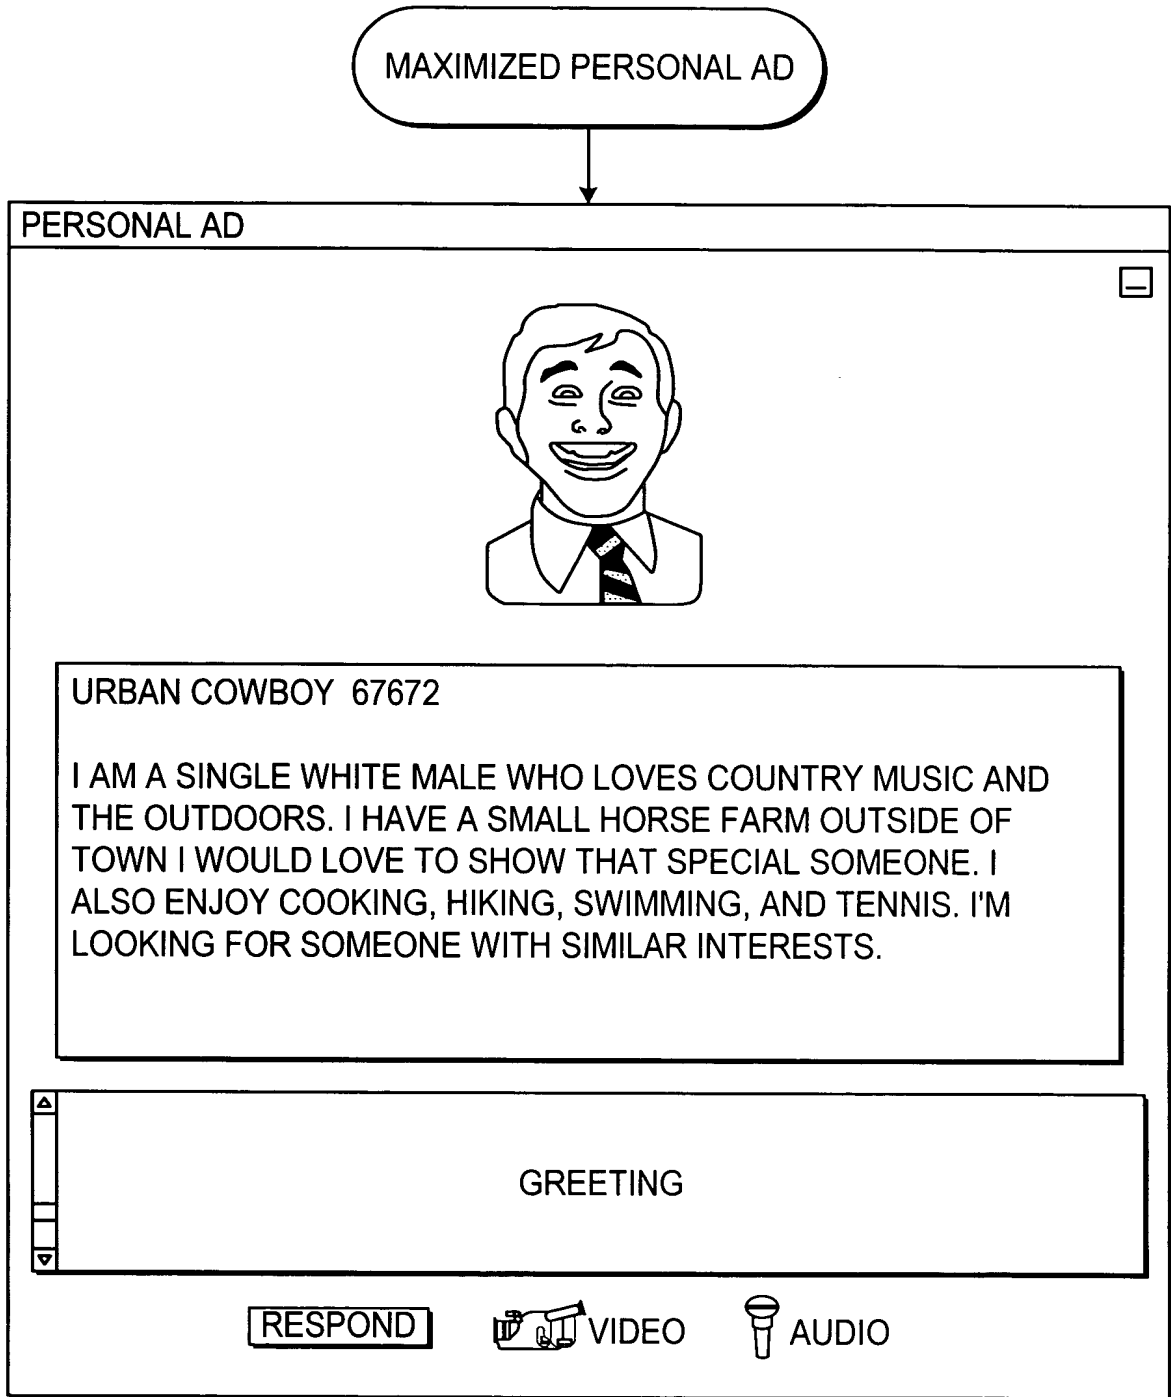 MAXIMIZED PERSONAL AD
PERSONAL AD
URBAN COWBOY 67672
I AM A SINGLE WHITE MALE WHO LOVES COUNTRY MUSIC AND
THE OUTDOORS. I HAVE A SMALL HORSE FARM OUTSIDE OF
TOWN I WOULD LOVE TO SHOW THAT SPECIAL SOMEONE. I
ALSO ENJOY COOKING, HIKING, SWIMMING, AND TENNIS. I'M
LOOKING FOR SOMEONE WITH SIMILAR INTERESTS.
GREETING
RESPOND VIDEO AUDIO